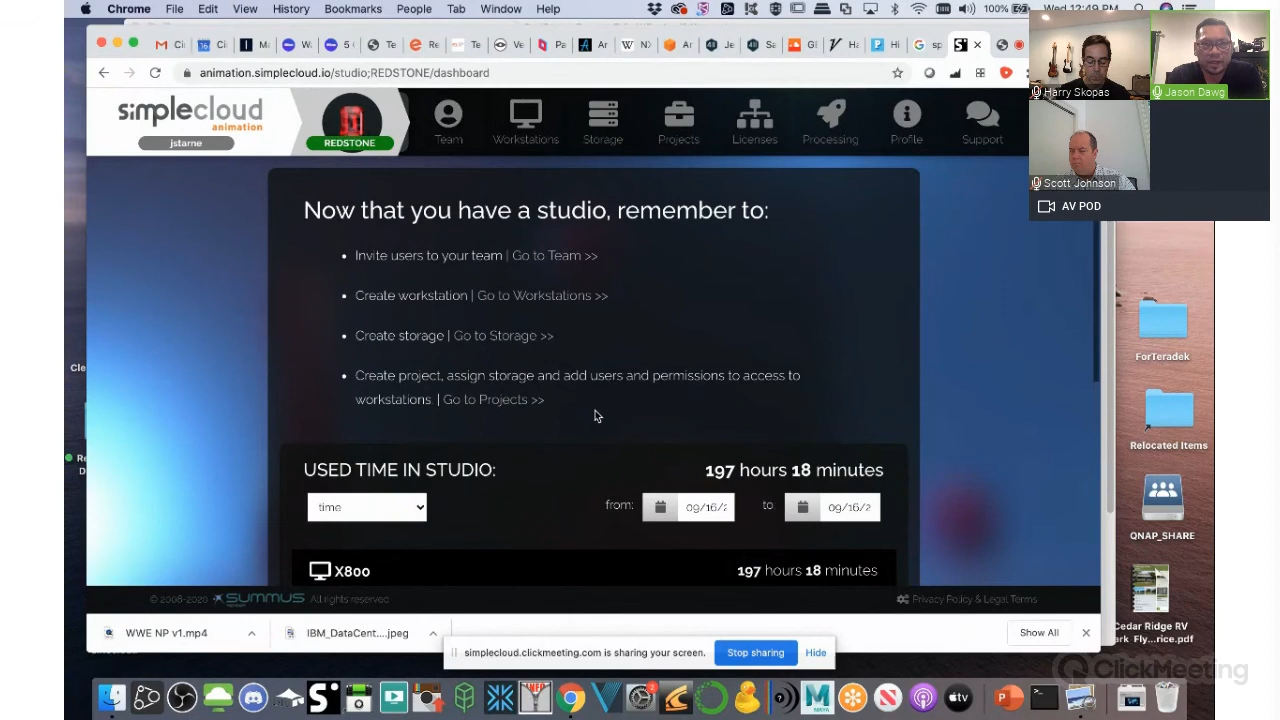 Chrome File Edit View History Bookmarks People Tab Window Help
100% Wed 12:49 PM
animation.simplecloud.io/studio;REDSTONE/dashboard
simplecloud
animation
jstarne
REDSTONE
Team Workstations Storage Projects Licenses Processing Profile Support
Harry Skopas
Jason Dawg
Scott Johnson
AV POD
Now that you have a studio, remember to:
• Invite users to your team | Go to Team >>
• Create workstation | Go to Workstations >>
• Create storage | Go to Storage >>
• Create project, assign storage and add users and permissions to access to
workstations | Go to Projects >>
USED TIME IN STUDIO: 197 hours 18 minutes
time from: 09/16/2 to 09/16/2
X800 197 hours 18 minutes
© 2008-2020 SUMMUS All rights reserved
Privacy Policy & Legal Terms
WWE NP v1.mp4
IBM_DataCent....jpeg
Show All
simplecloud.clickmeeting.com is sharing your screen. Stop sharing Hide
ForTeradek
Relocated Items
QNAP_SHARE
Cedar Ridge RV
ClickMeeting